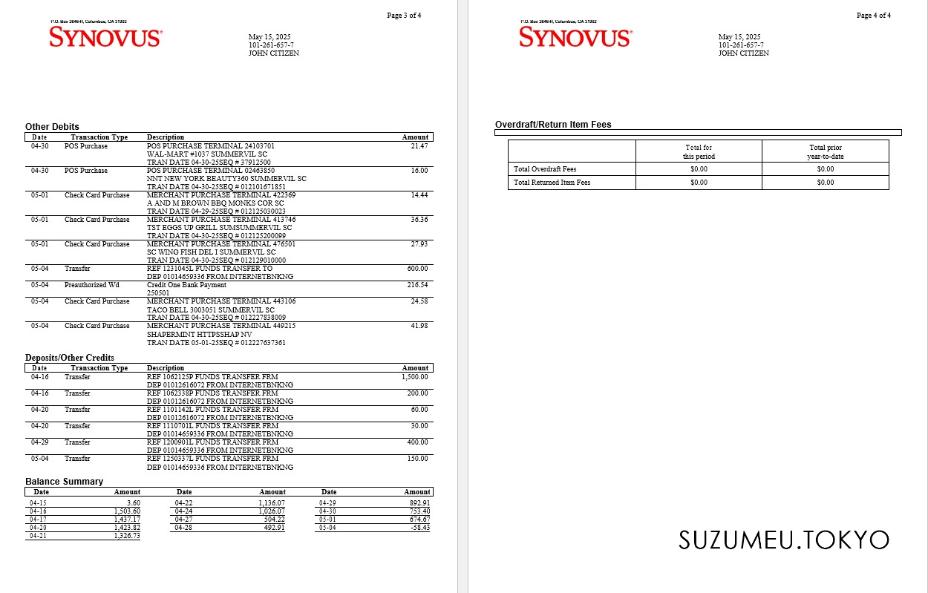 Page 3 of 4
P.O. Box 384641, Columbus, GA 31902
SYNOVUS®
May 15, 2025
101-261-657-7
JOHN CITIZEN
Other Debits
Date Transaction Type Description Amount
04-30 POS Purchase POS PURCHASE TERMINAL 24103701 21.47
WAL-MART #1037 SUMMERVIL SC
TRAN DATE 04-30-25SEQ # 37912500
04-30 POS Purchase POS PURCHASE TERMINAL 02463850 16.00
NNT NEW YORK BEAUTY360 SUMMERVIL SC
TRAN DATE 04-30-25SEQ # 012101671851
05-01 Check Card Purchase MERCHANT PURCHASE TERMINAL 422369 14.44
A AND M BROWN BBQ MONKS COR SC
TRAN DATE 04-29-25SEQ # 012125030023
05-01 Check Card Purchase MERCHANT PURCHASE TERMINAL 413746 36.36
TST EGGS UP GRILL SUMSUMMERVIL SC
TRAN DATE 04-30-25SEQ # 012125200099
05-01 Check Card Purchase MERCHANT PURCHASE TERMINAL 476501 27.93
SC WING FISH DEL I SUMMERVIL SC
TRAN DATE 04-30-25SEQ # 012129010000
05-04 Transfer REF 1231045L FUNDS TRANSFER TO 600.00
DEP 01014659336 FROM INTERNETBNKNG
05-04 Preauthorized Wd Credit One Bank Payment 216.54
250501
05-04 Check Card Purchase MERCHANT PURCHASE TERMINAL 443106 24.58
TACO BELL 3003051 SUMMERVIL SC
TRAN DATE 04-30-25SEQ # 012227838009
05-04 Check Card Purchase MERCHANT PURCHASE TERMINAL 449215 41.98
SHAPERMINT HTTPSSHAP NV
TRAN DATE 05-01-25SEQ # 012227637361
Deposits/Other Credits
Date Transaction Type Description Amount
04-16 Transfer REF 1062125P FUNDS TRANSFER FRM 1,500.00
DEP 01012616072 FROM INTERNETBNKNG
04-16 Transfer REF 1062338P FUNDS TRANSFER FRM 200.00
DEP 01012616072 FROM INTERNETBNKNG
04-20 Transfer REF 1101142L FUNDS TRANSFER FRM 60.00
DEP 01012616072 FROM INTERNETBNKNG
04-20 Transfer REF 1110701L FUNDS TRANSFER FRM 30.00
DEP 01014659336 FROM INTERNETBNKNG
04-29 Transfer REF 1200901L FUNDS TRANSFER FRM 400.00
DEP 01014659336 FROM INTERNETBNKNG
05-04 Transfer REF 1250337L FUNDS TRANSFER FRM 150.00
DEP 01014659336 FROM INTERNETBNKNG
Balance Summary
Date Amount Date Amount Date Amount
04-15 3.60 04-22 1,136.07 04-29 892.91
04-16 1,503.60 04-24 1,026.07 04-30 753.40
04-17 1,437.17 04-27 504.22 05-01 674.67
04-20 1,423.82 04-28 492.91 05-04 -58.43
04-21 1,326.73
Page 4 of 4
P.O. Box 384641, Columbus, GA 31902
SYNOVUS®
May 15, 2025
101-261-657-7
JOHN CITIZEN
Overdraft/Return Item Fees
Total for Total prior
this period year-to-date
Total Overdraft Fees $0.00 $0.00
Total Returned Item Fees $0.00 $0.00
SUZUMEU.TOKYO